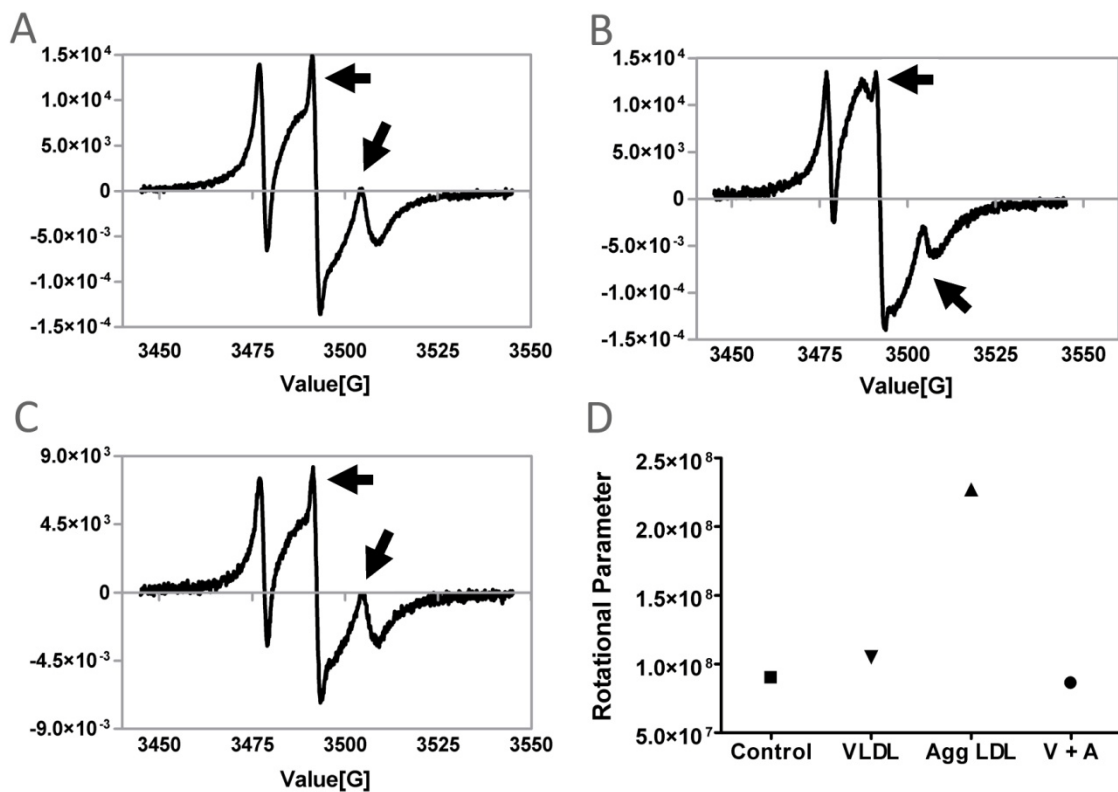 A
1.5×10⁴
1.0×10⁴
5.0×10³
0
-5.0×10⁻³
-1.0×10⁻⁴
-1.5×10⁻⁴
3450 3475 3500 3525 3550
Value[G]
B
1.5×10⁴
1.0×10⁴
5.0×10³
0
-5.0×10⁻³
-1.0×10⁻⁴
-1.5×10⁻⁴
3450 3475 3500 3525 3550
Value[G]
C
9.0×10³
4.5×10³
0
-4.5×10⁻³
-9.0×10⁻³
3450 3475 3500 3525 3550
Value[G]
D
Rotational Parameter
2.5×10⁸
2.0×10⁸
1.5×10⁸
1.0×10⁸
5.0×10⁷
Control VLDL Agg LDL V + A